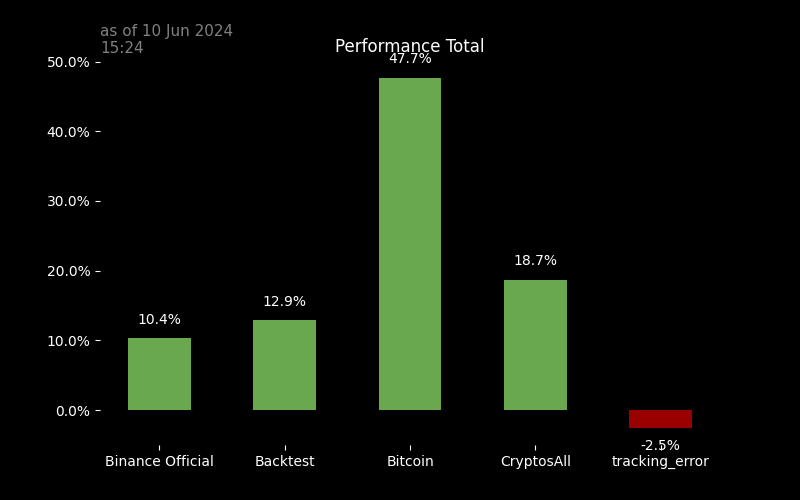 as of 10 Jun 2024
15:24
Performance Total
50.0%
40.0%
30.0%
20.0%
10.0%
0.0%
10.4%
12.9%
47.7%
18.7%
-2.5%
Binance Official
Backtest
Bitcoin
CryptosAll
tracking_error